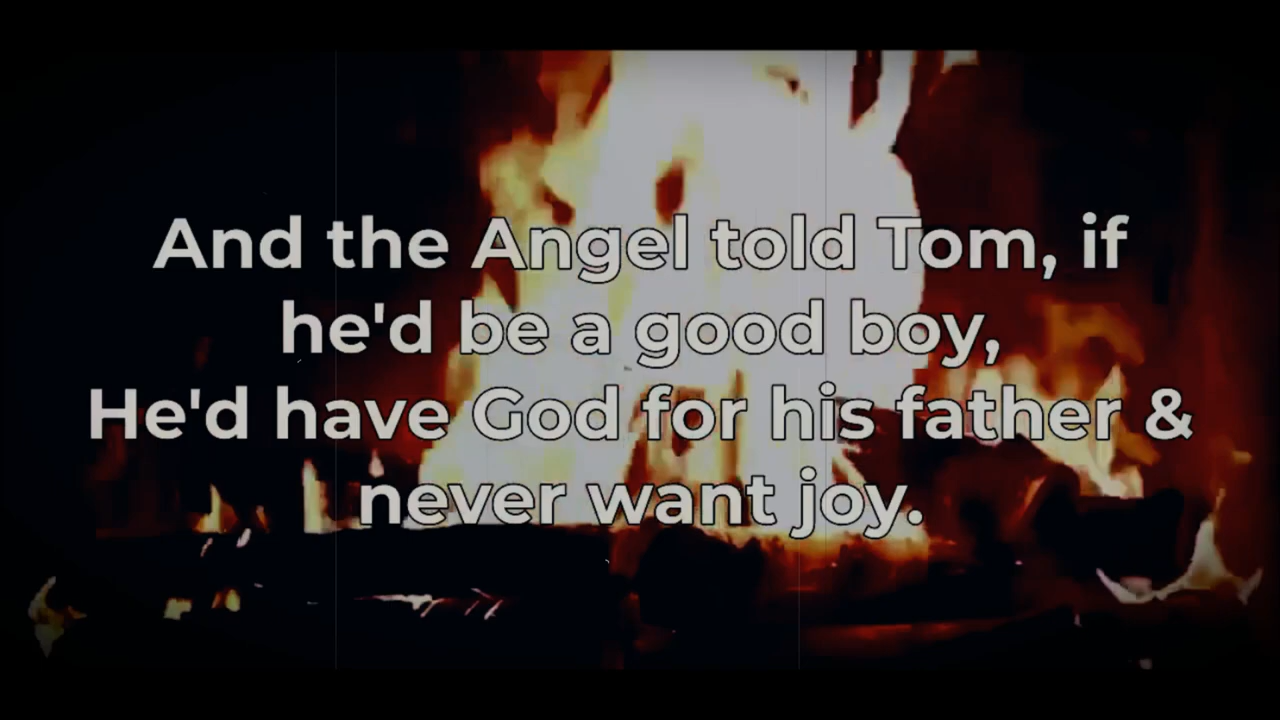 And the Angel told Tom, if
he'd be a good boy,
He'd have God for his father &
never want joy.